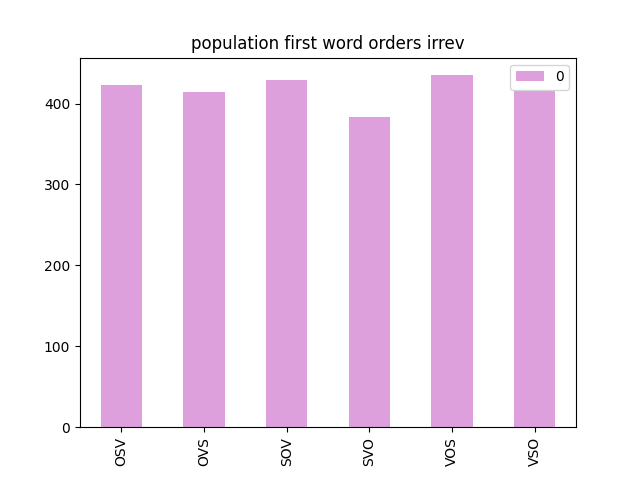 population first word orders irrev
0
400
300
200
100
0
OSV
OVS
SOV
SVO
VOS
VSO